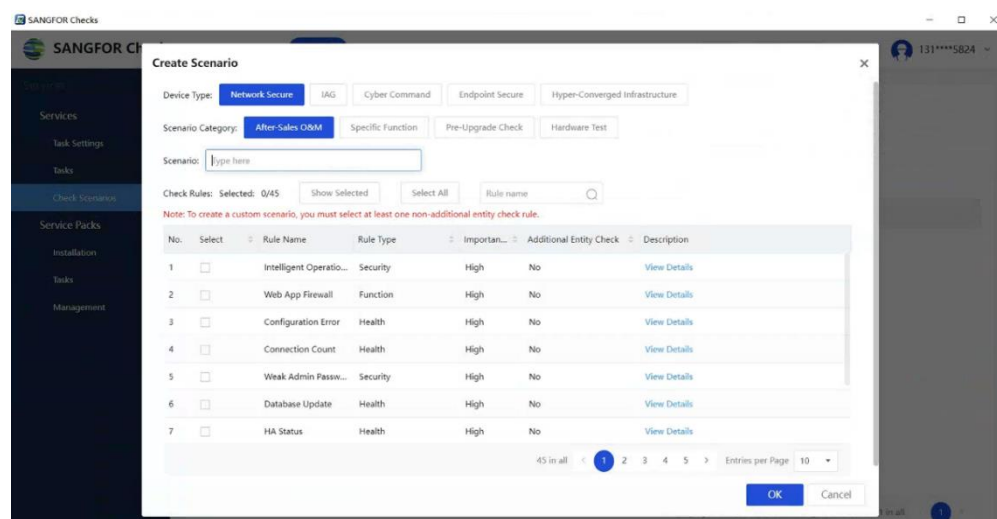 SANGFOR Checks
SANGFOR Ch
131****5824
Services
Services
Task Settings
Tasks
Check Scenarios
Service Packs
Installation
Tasks
Management
Create Scenario
Device Type: Network Secure IAG Cyber Command Endpoint Secure Hyper-Converged Infrastructure
Scenario Category: After-Sales O&M Specific Function Pre-Upgrade Check Hardware Test
Scenario: Type here
Check Rules: Selected: 0/45 Show Selected Select All Rule name
Note: To create a custom scenario, you must select at least one non-additional entity check rule.
No. Select Rule Name Rule Type Importan... Additional Entity Check Description
1 Intelligent Operatio... Security High No View Details
2 Web App Firewall Function High No View Details
3 Configuration Error Health High No View Details
4 Connection Count Health High No View Details
5 Weak Admin Passw... Security High No View Details
6 Database Update Health High No View Details
7 HA Status Health High No View Details
45 in all < 1 2 3 4 5 > Entries per Page 10
OK Cancel
in all 1